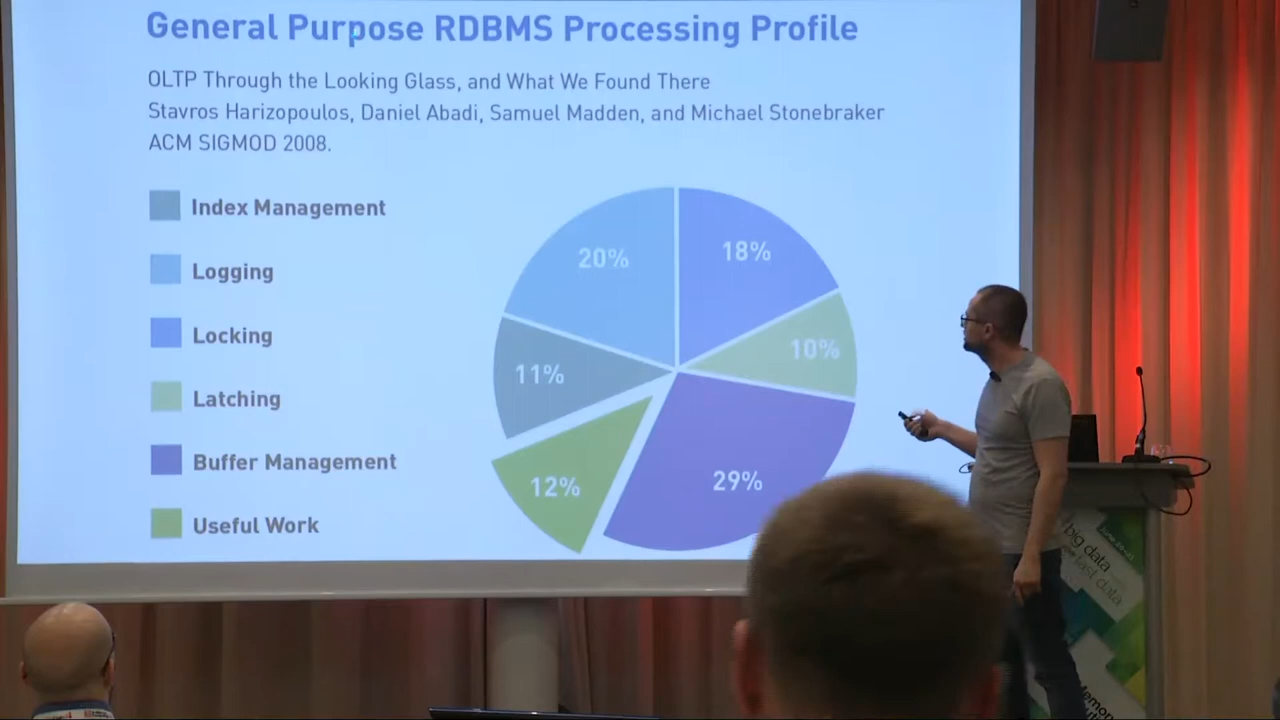 General Purpose RDBMS Processing Profile
OLTP Through the Looking Glass, and What We Found There
Stavros Harizopoulos, Daniel Abadi, Samuel Madden, and Michael Stonebraker
ACM SIGMOD 2008.
Index Management
Logging
Locking
Latching
Buffer Management
Useful Work
20%
18%
10%
11%
29%
12%
big data
fast data